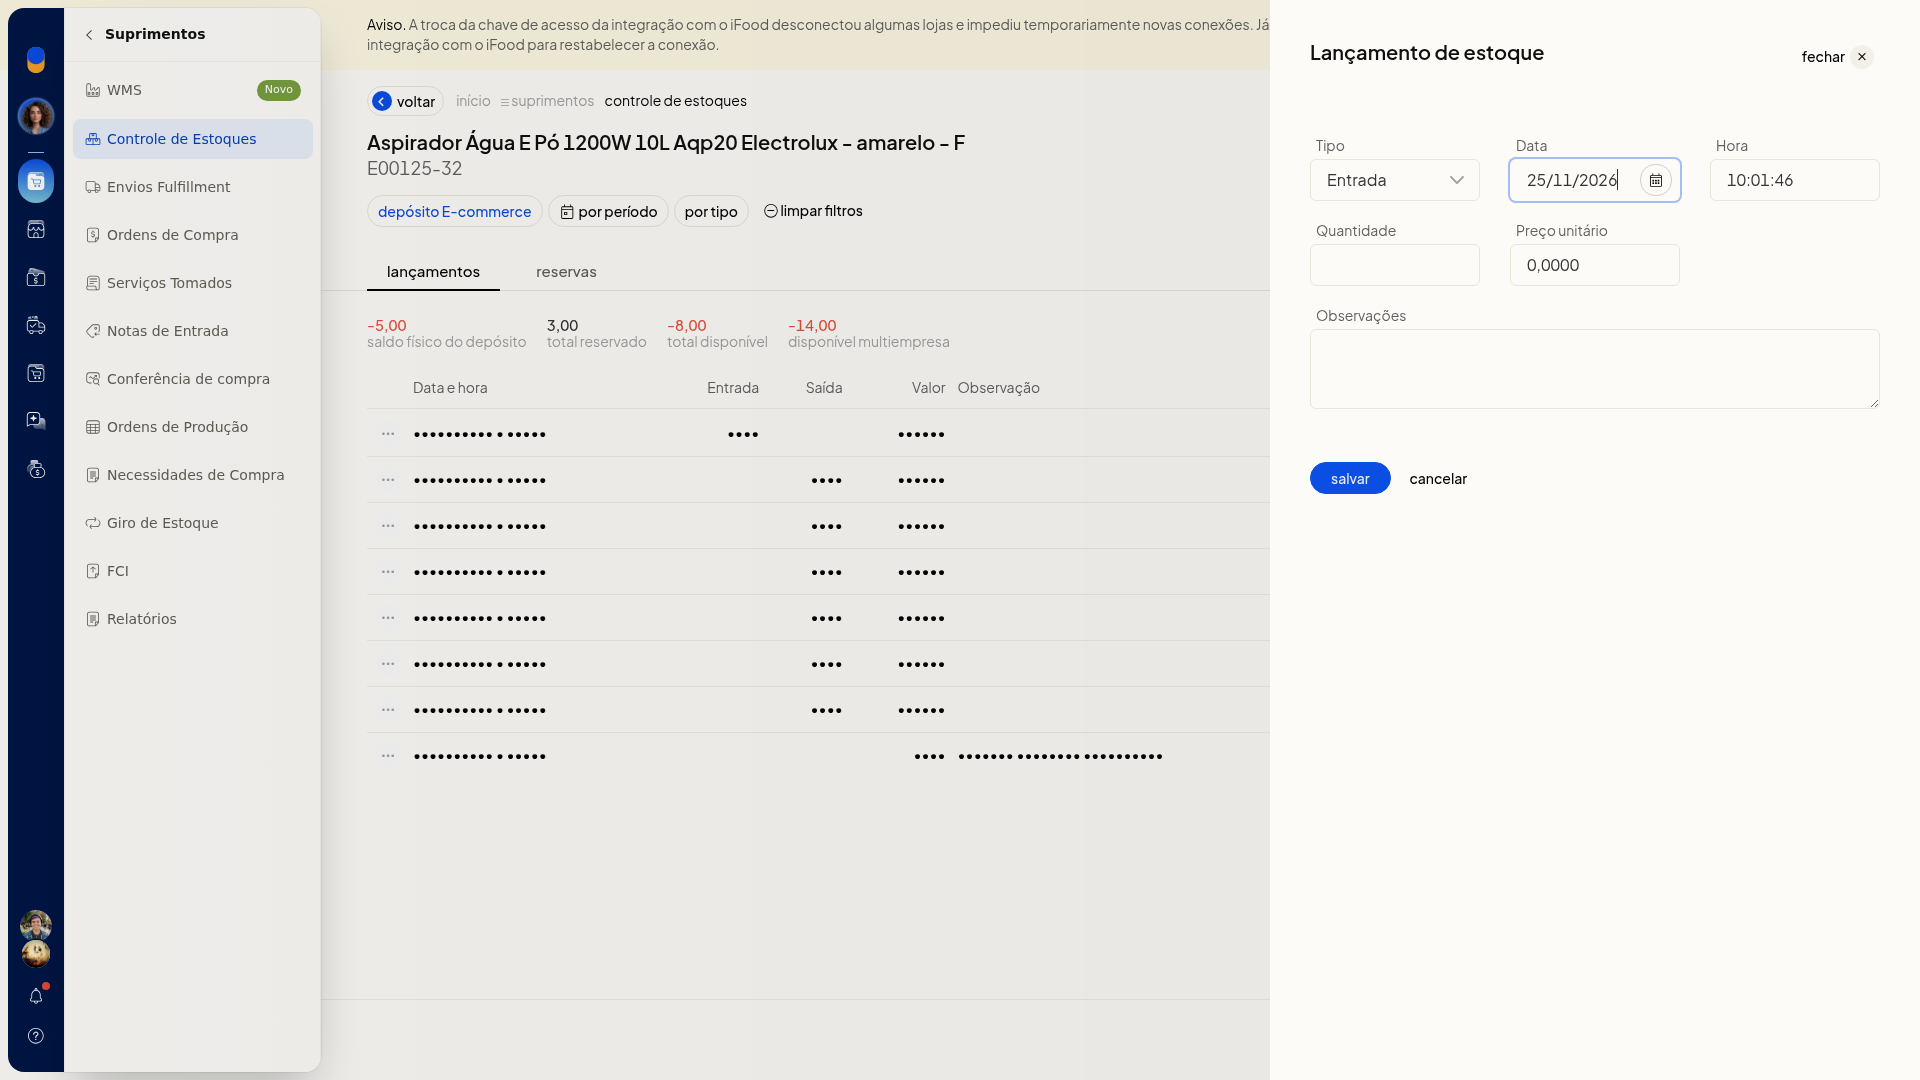 Suprimentos
WMS
Novo
Controle de Estoques
Envios Fulfillment
Ordens de Compra
Serviços Tomados
Notas de Entrada
Conferência de compra
Ordens de Produção
Necessidades de Compra
Giro de Estoque
FCI
Relatórios
Aviso. A troca da chave de acesso da integração com o iFood desconectou algumas lojas e impediu temporariamente novas conexões. Já
integração com o iFood para restabelecer a conexão.
voltar início suprimentos controle de estoques
Aspirador Água E Pó 1200W 10L Aqp20 Electrolux - amarelo - F
E00125-32
depósito E-commerce por período por tipo limpar filtros
lançamentos reservas
-5,00 3,00 -8,00 -14,00
saldo físico do depósito total reservado total disponível disponível multiempresa
Data e hora Entrada Saída Valor Observação
Lançamento de estoque
fechar
Tipo Data Hora
Entrada 25/11/2026 10:01:46
Quantidade Preço unitário
0,0000
Observações
salvar cancelar